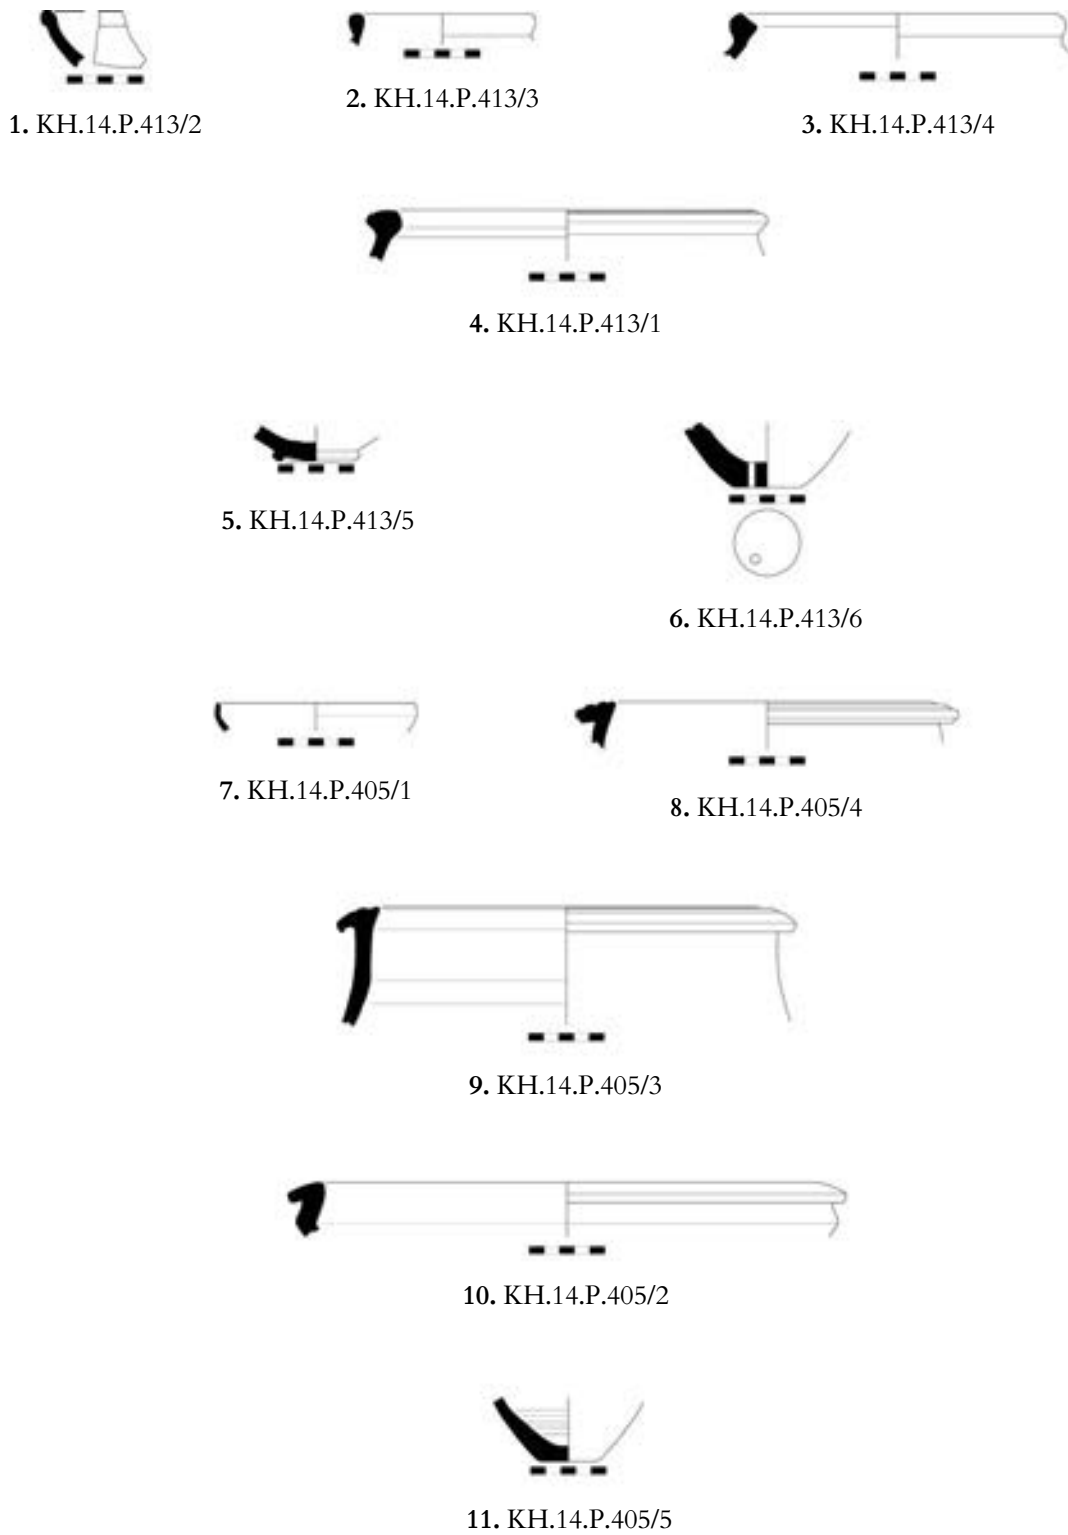 1. KH.14.P.413/2
2. KH.14.P.413/3
3. KH.14.P.413/4
4. KH.14.P.413/1
5. KH.14.P.413/5
6. KH.14.P.413/6
7. KH.14.P.405/1
8. KH.14.P.405/4
9. KH.14.P.405/3
10. KH.14.P.405/2
11. KH.14.P.405/5